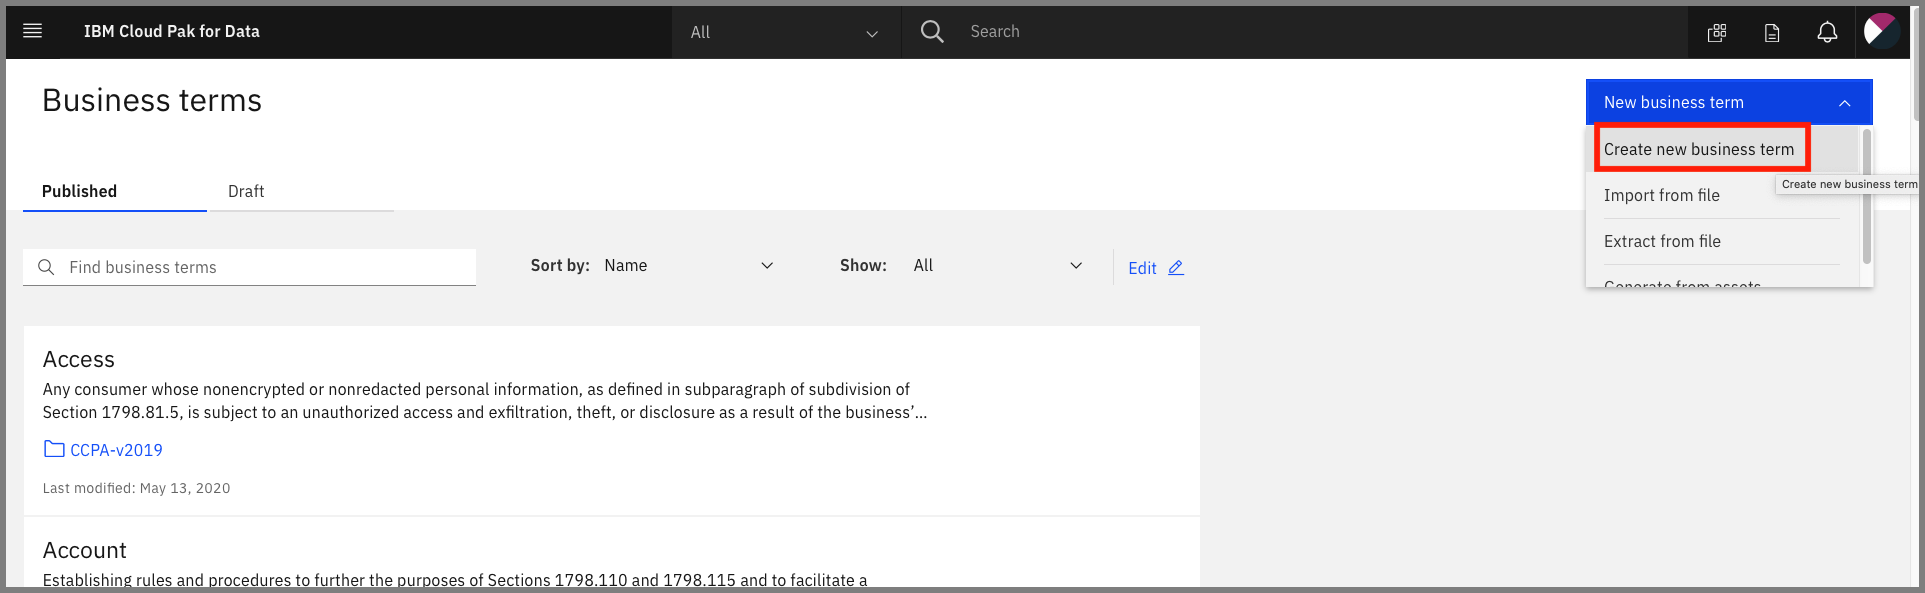 IBM Cloud Pak for Data
All
Search
Business terms
New business term
Create new business term
Create new business term
Import from file
Extract from file
Generate from assets
Published
Draft
Find business terms
Sort by: Name
Show: All
Edit
Access
Any consumer whose nonencrypted or nonredacted personal information, as defined in subparagraph of subdivision of
Section 1798.81.5, is subject to an unauthorized access and exfiltration, theft, or disclosure as a result of the business’...
CCPA-v2019
Last modified: May 13, 2020
Account
Establishing rules and procedures to further the purposes of Sections 1798.110 and 1798.115 and to facilitate a